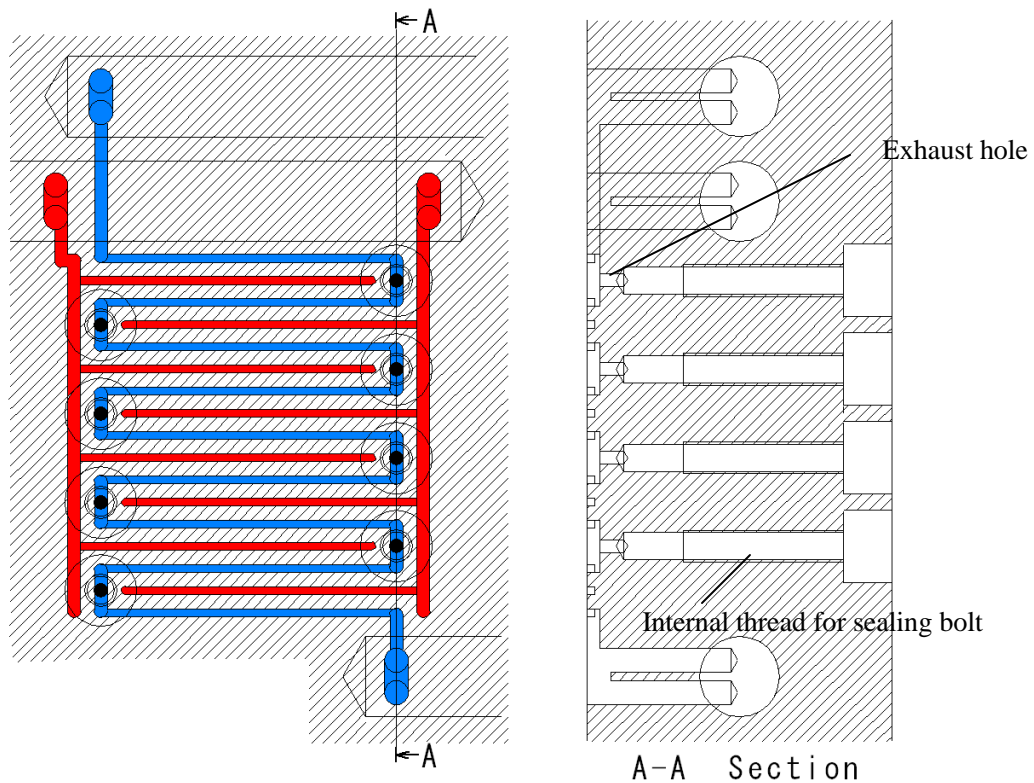 A
Exhaust hole
Internal thread for sealing bolt
A
A-A Section